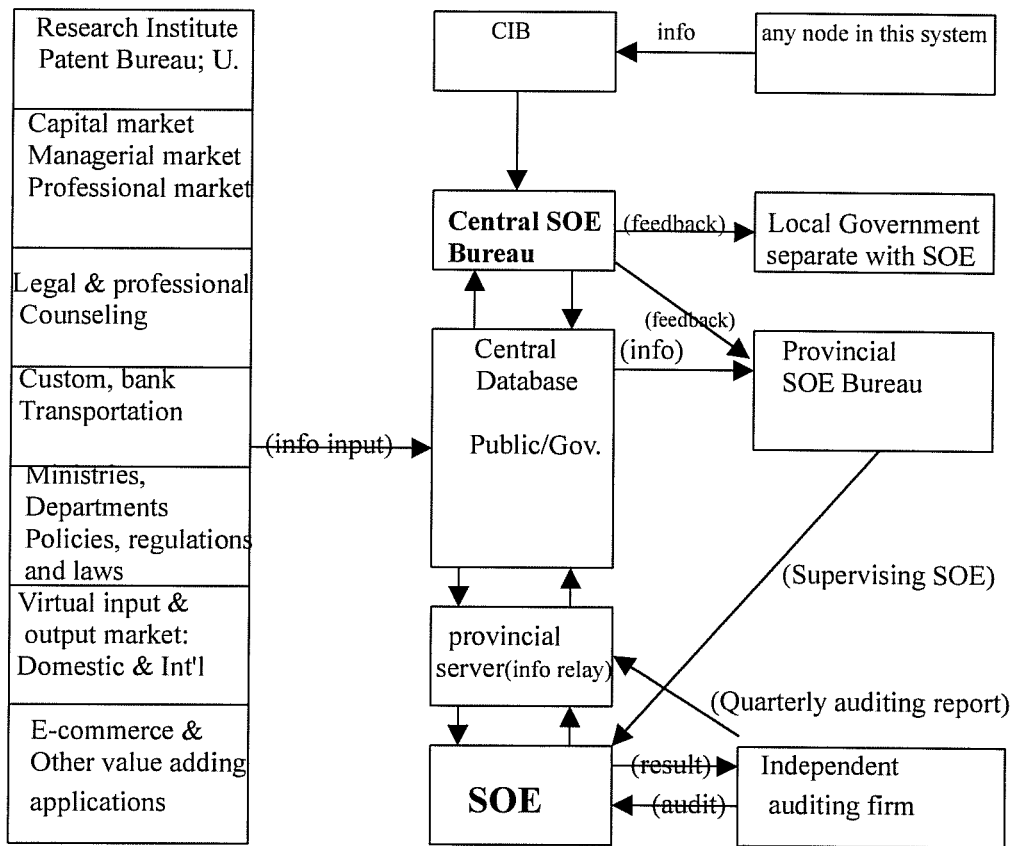 Research Institute
Patent Bureau; U.
Capital market
Managerial market
Professional market
Legal & professional
Counseling
Custom, bank
Transportation
Ministries,
Departments
Policies, regulations
and laws
Virtual input &
output market:
Domestic & Int'l
E-commerce &
Other value adding
applications
(info input)
CIB
info
any node in this system
Central SOE
Bureau
(feedback)
Local Government
separate with SOE
(feedback)
Central
Database
Public/Gov.
(info)
Provincial
SOE Bureau
(Supervising SOE)
provincial
server(info relay)
(Quarterly auditing report)
SOE
(result)
(audit)
Independent
auditing firm